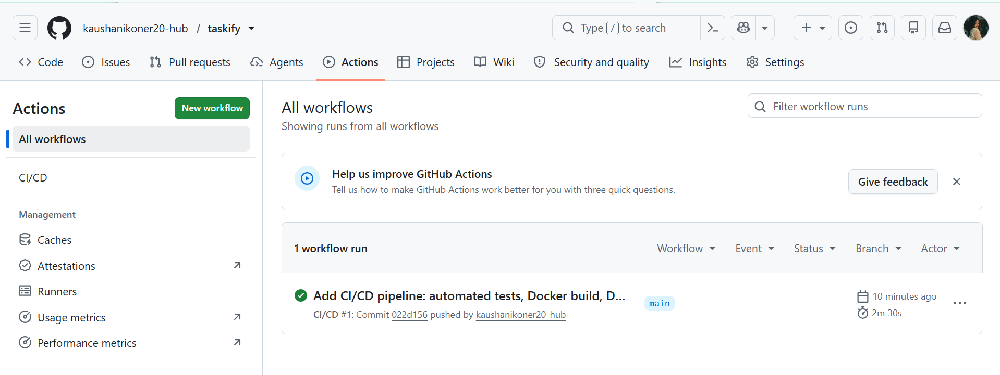 kaushanikoner20-hub / taskify
Type / to search
Code Issues Pull requests Agents Actions Projects Wiki Security and quality Insights Settings
Actions
New workflow
All workflows
CI/CD
Management
Caches
Attestations
Runners
Usage metrics
Performance metrics
All workflows
Showing runs from all workflows
Filter workflow runs
Help us improve GitHub Actions
Tell us how to make GitHub Actions work better for you with three quick questions.
Give feedback
1 workflow run
Workflow Event Status Branch Actor
Add CI/CD pipeline: automated tests, Docker build, D...
CI/CD #1: Commit 022d156 pushed by kaushanikoner20-hub
main
10 minutes ago
2m 30s